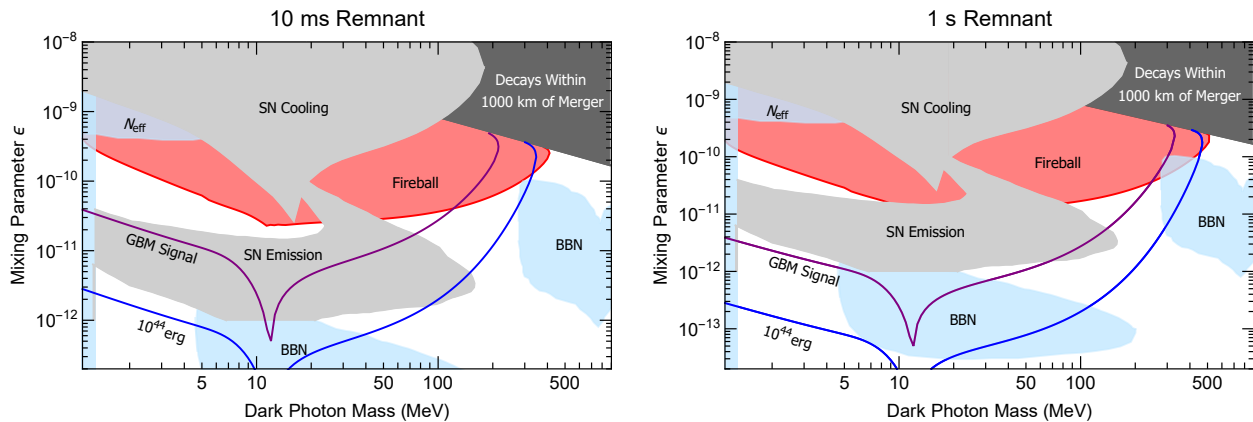 10 ms Remnant
10⁻⁸
10⁻⁹
10⁻¹⁰
10⁻¹¹
10⁻¹²
Mixing Parameter ϵ
Decays Within
1000 km of Merger
SN Cooling
N_eff
Fireball
SN Emission
GBM Signal
BBN
10⁴⁴erg
BBN
5 10 50 100 500
Dark Photon Mass (MeV)
1 s Remnant
10⁻⁸
10⁻⁹
10⁻¹⁰
10⁻¹¹
10⁻¹²
10⁻¹³
Mixing Parameter ϵ
Decays Within
1000 km of Merger
SN Cooling
N_eff
Fireball
BBN
SN Emission
GBM Signal
10⁴⁴erg
BBN
5 10 50 100 500
Dark Photon Mass (MeV)